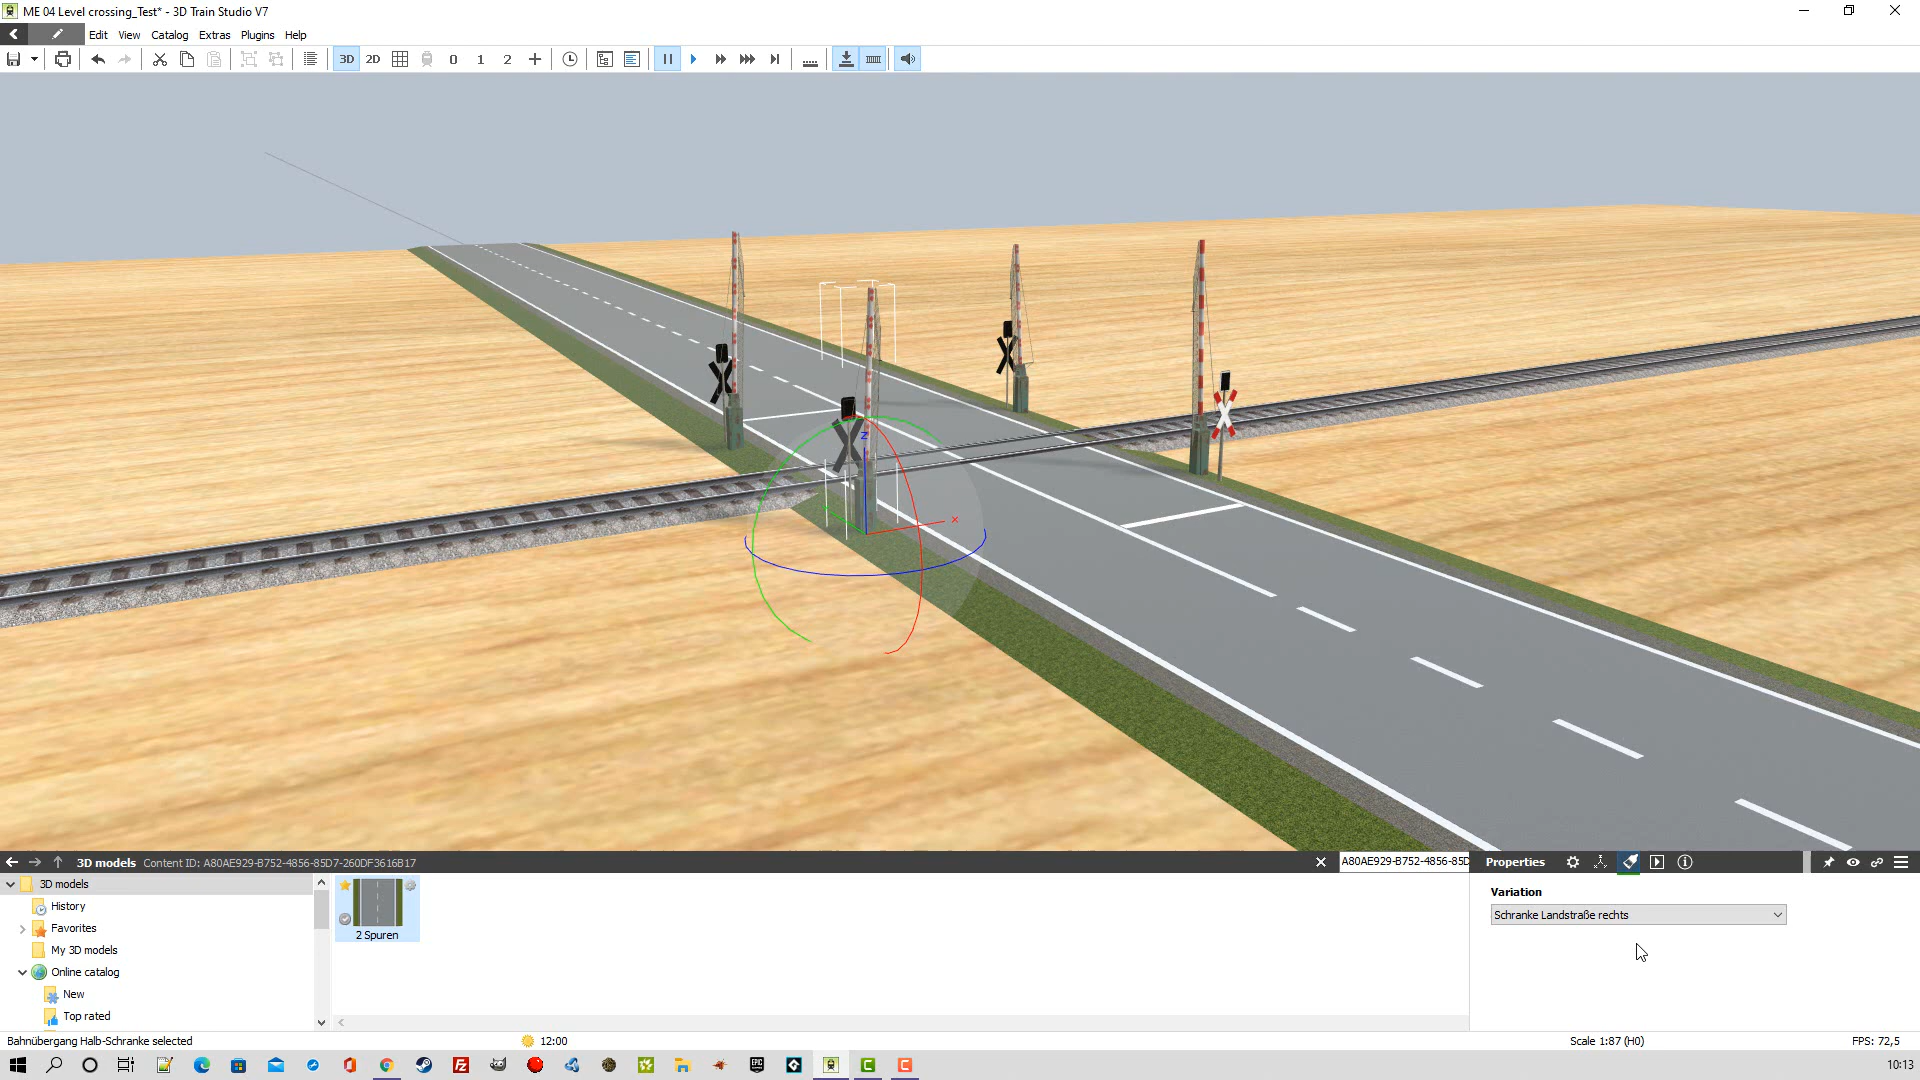 ME 04 Level crossing_Test* - 3D Train Studio V7
Edit View Catalog Extras Plugins Help
3D 2D 0 1 2
Z
x
3D models Content ID: A80AE929-B752-4856-85D7-260DF3616B17
A80AE929-B752-4856-85D
Properties
3D models
History
Favorites
My 3D models
Online catalog
New
Top rated
2 Spuren
Variation
Schranke Landstraße rechts
Bahnübergang Halb-Schranke selected
12:00
Scale 1:87 (H0)
FPS: 72,5
10:13